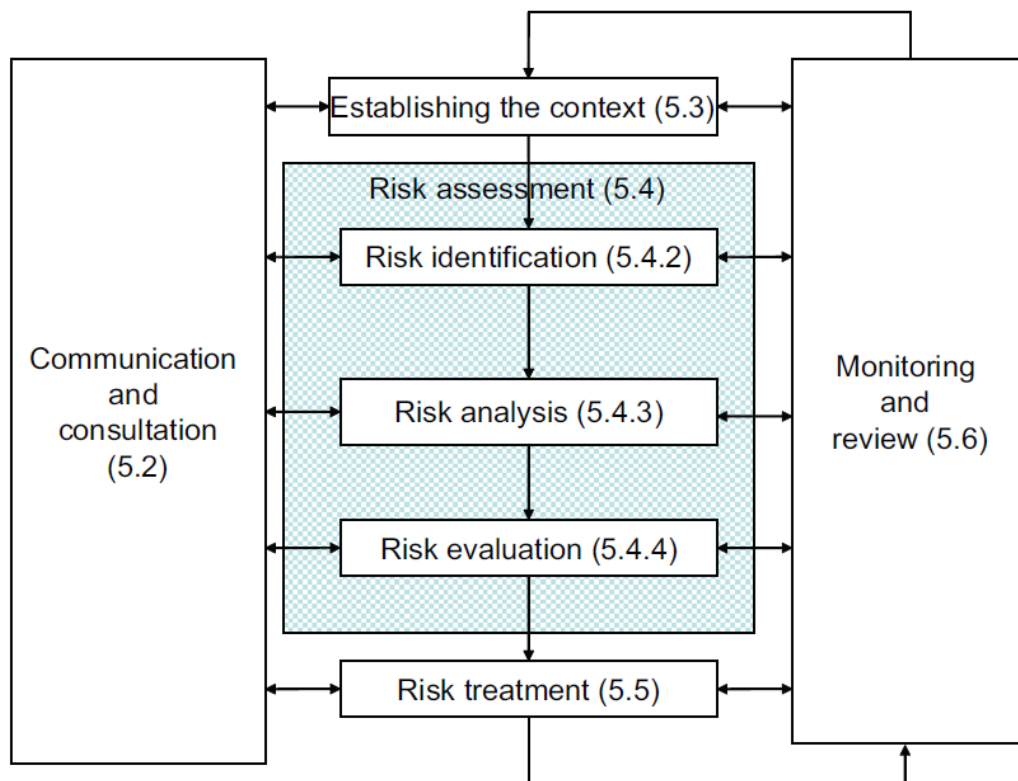 Establishing the context (5.3)
Risk assessment (5.4)
Risk identification (5.4.2)
Communication
and
consultation
(5.2)
Risk analysis (5.4.3)
Monitoring
and
review (5.6)
Risk evaluation (5.4.4)
Risk treatment (5.5)